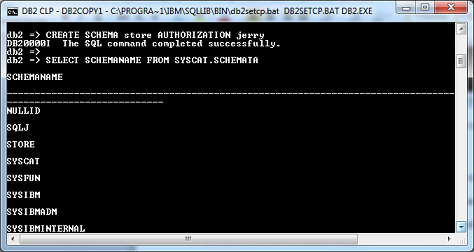 DB2 CLP - DB2COPY1 - C:\PROGRA~1\IBM\SQLLIB\BIN\db2setcp.bat DB2SETCP.BAT DB2.EXE
db2 => CREATE SCHEMA store AUTHORIZATION jerry
DB20000I  The SQL command completed successfully.
db2 =>
db2 => SELECT SCHEMANAME FROM SYSCAT.SCHEMATA
SCHEMANAME
--------------------------------------------------------------------------------
---------------------------
NULLID
SQLJ
STORE
SYSCAT
SYSFUN
SYSIBM
SYSIBMADM
SYSIBMINTERNAL